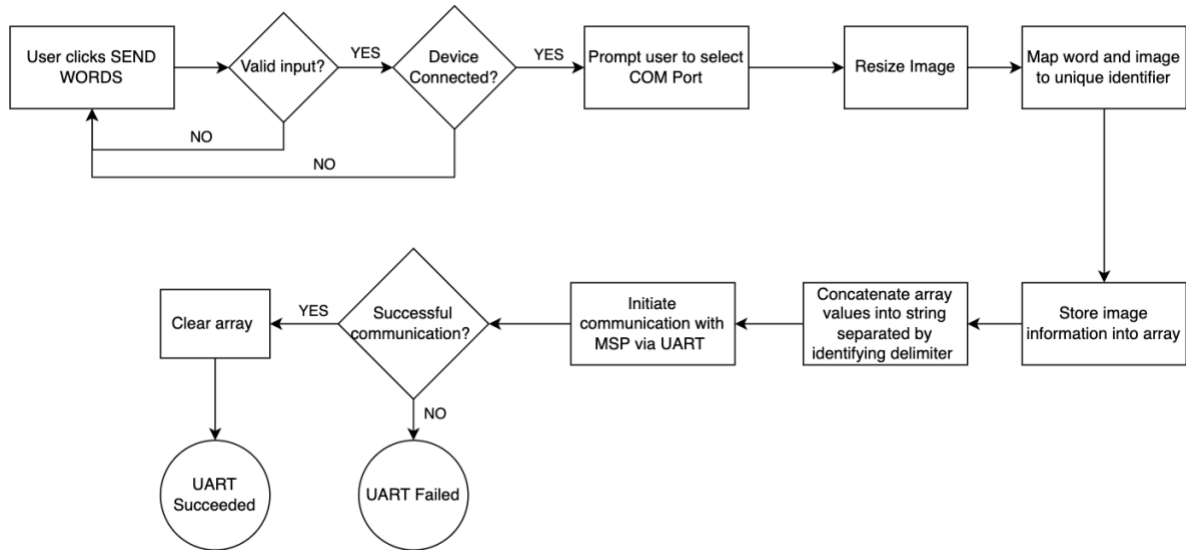 User clicks SEND
WORDS
Valid input?
YES
Device
Connected?
YES
Prompt user to select
COM Port
Resize Image
Map word and image
to unique identifier
NO
NO
Store image
information into array
Concatenate array
values into string
separated by
identifying delimiter
Initiate
communication with
MSP via UART
Successful
communication?
YES
Clear array
NO
UART
Succeeded
UART Failed